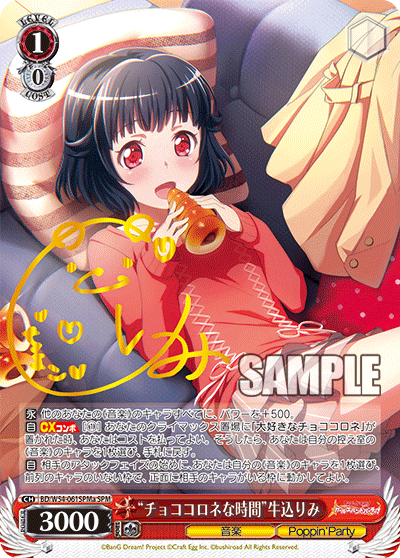 LEVEL
1
0
COST
りみ
SAMPLE
永 他のあなたの《音楽》のキャラすべてに、パワーを+500。
自 CXコンボ [(1)] あなたのクライマックス置場に「大好きなチョココロネ」が
置かれた時、あなたはコストを払ってよい。そうしたら、あなたは自分の控え室
の《音楽》のキャラを1枚選び、手札に戻す。
自 相手のアタックフェイズの始めに、あなたは自分の《音楽》のキャラを1枚選び、
前列のキャラのいない枠で、正面に相手のキャラがいる枠に動かしてよい。
CH BD/W54-061SPMa SPM
3000
“チョココロネな時間”牛込りみ
音楽
Poppin'Party
©BanG Dream! Project ©Craft Egg Inc. ©bushiroad All Rights Reserved.